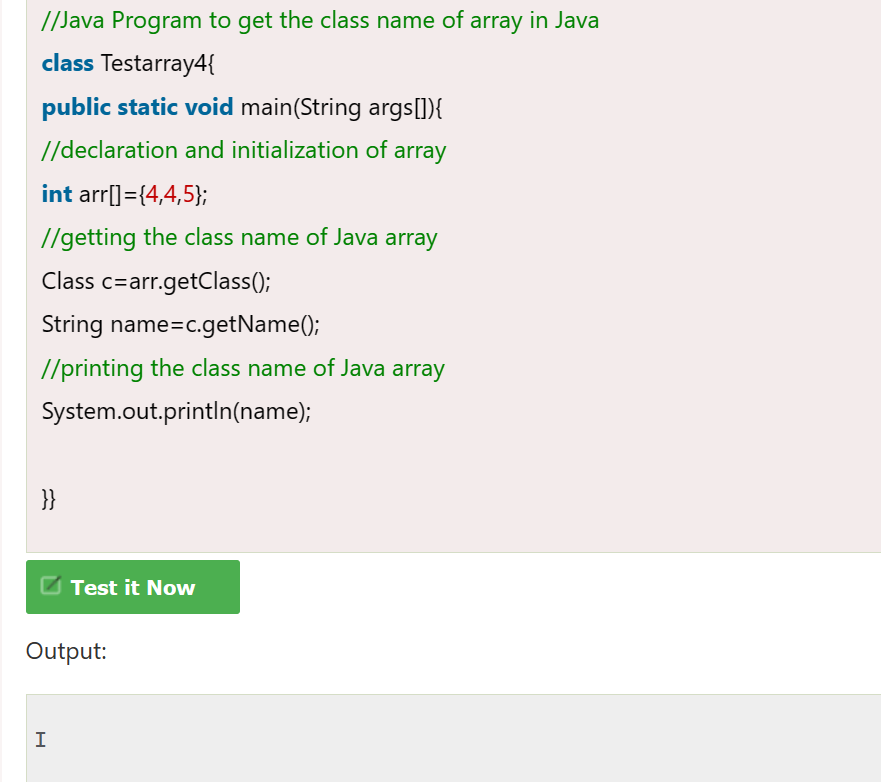 //Java Program to get the class name of array in Java
class Testarray4{
public static void main(String args[]){
//declaration and initialization of array
int arr[]={4,4,5};
//getting the class name of Java array
Class c=arr.getClass();
String name=c.getName();
//printing the class name of Java array
System.out.println(name);
}}
Test it Now
Output:
I